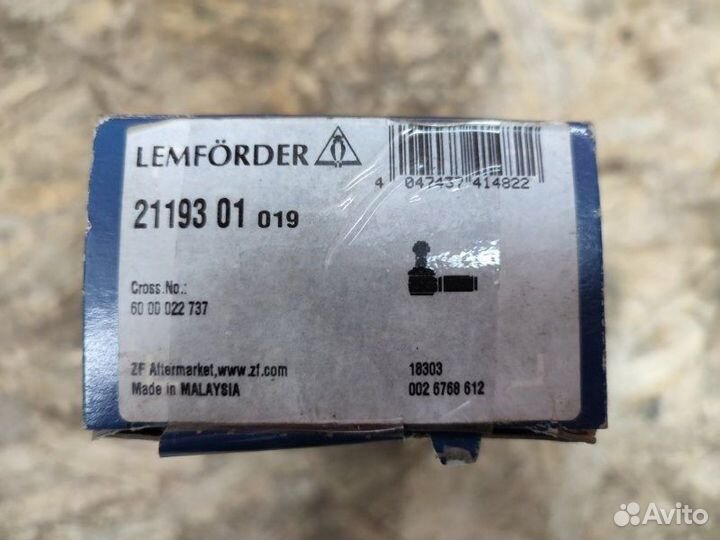 LEMFÖRDER
4 047437 414822
21193 01 019
Cross.No.:
60 00 022 737
ZF Aftermarket,www.zf.com
Made in MALAYSIA
18303
002 6768 612
Avito